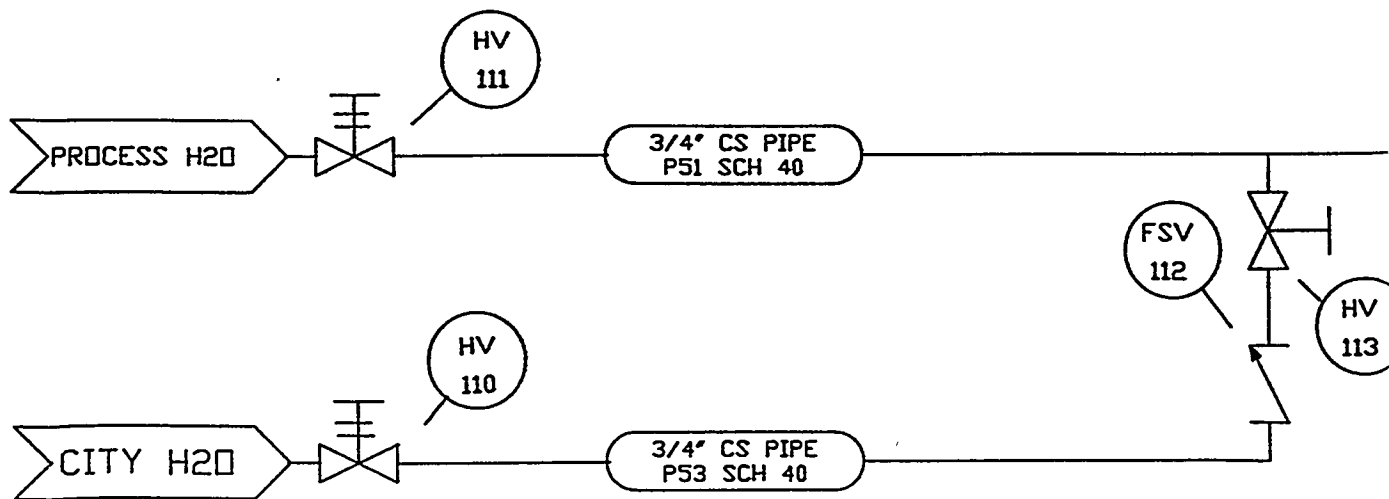 HV
111
PROCESS H2O
3/4" CS PIPE
P51 SCH 40
FSV
112
HV
113
HV
110
CITY H2O
3/4" CS PIPE
P53 SCH 40